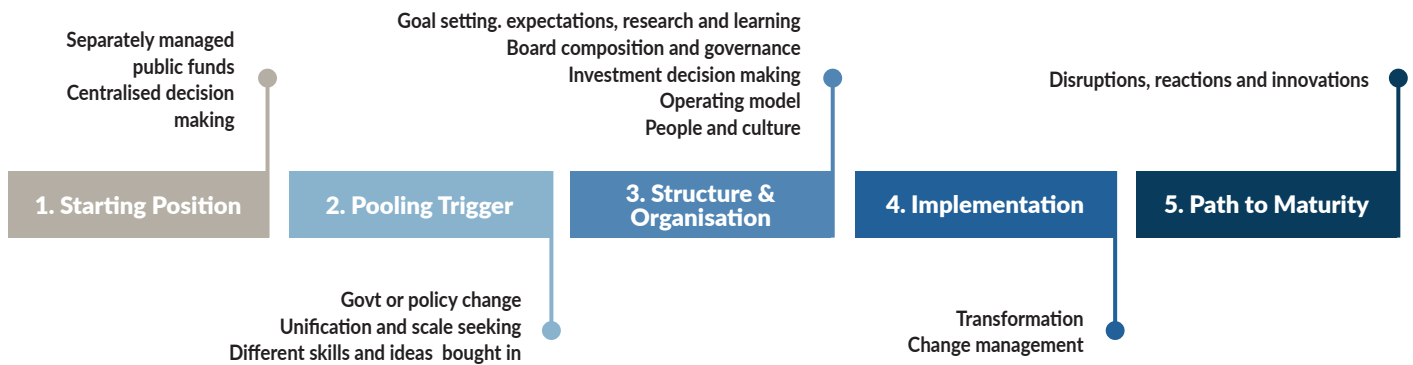 Separately managed
public funds
Centralised decision
making
1. Starting Position
2. Pooling Trigger
Govt or policy change
Unification and scale seeking
Different skills and ideas  bought in
Goal setting. expectations, research and learning
Board composition and governance
Investment decision making
Operating model
People and culture
3. Structure &
Organisation
4. Implementation
Transformation
Change management
Disruptions, reactions and innovations
5. Path to Maturity